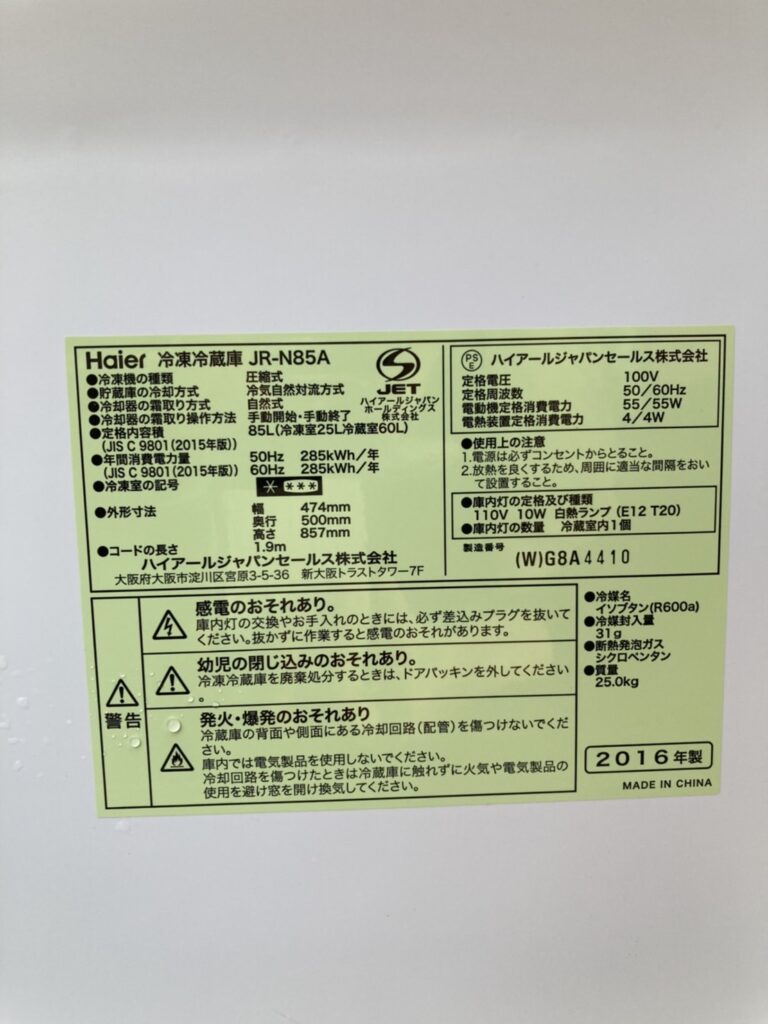 Haier 冷凍冷蔵庫 JR-N85A
●冷凍機の種類 圧縮式
●貯蔵庫の冷却方式 冷気自然対流方式
●冷却器の霜取り方式 自然式
●冷却器の霜取り操作方法 手動開始・手動終了
●定格内容積 85L(冷凍室25L冷蔵室60L)
(JIS C 9801(2015年版))
●年間消費電力量 50Hz 285kWh/年
(JIS C 9801(2015年版)) 60Hz 285kWh/年
●冷凍室の記号
●外形寸法 幅 474mm
奥行 500mm
高さ 857mm
●コードの長さ 1.9m
ハイアールジャパンセールス株式会社
大阪府大阪市淀川区宮原3-5-36 新大阪トラストタワー7F
JET
ハイアールジャパン
ホールディングス
株式会社
PS
E ハイアールジャパンセールス株式会社
定格電圧 100V
定格周波数 50/60Hz
電動機定格消費電力 55/55W
電熱装置定格消費電力 4/4W
●使用上の注意
1.電源は必ずコンセントからとること。
2.放熱を良くするため、周囲に適当な間隔をおい
て設置すること。
●庫内灯の定格及び種類
110V 10W 白熱ランプ (E12 T20)
●庫内灯の数量 冷蔵室内1個
製造番号 (W)G8A4410
警告
感電のおそれあり。
庫内灯の交換やお手入れのときには、必ず差込みプラグを抜いて
ください。抜かずに作業すると感電のおそれがあります。
幼児の閉じ込みのおそれあり。
冷凍冷蔵庫を廃棄処分するときは、ドアパッキンを外してください
。
発火・爆発のおそれあり
冷蔵庫の背面や側面にある冷却回路(配管)を傷つけないでくだ
さい。
庫内では電気製品を使用しないでください。
冷却回路を傷つけたときは冷蔵庫に触れずに火気や電気製品の
使用を避け窓を開け換気してください。
●冷媒名
イソブタン(R600a)
●冷媒封入量
31g
●断熱発泡ガス
シクロペンタン
●質量
25.0kg
2016年製
MADE IN CHINA